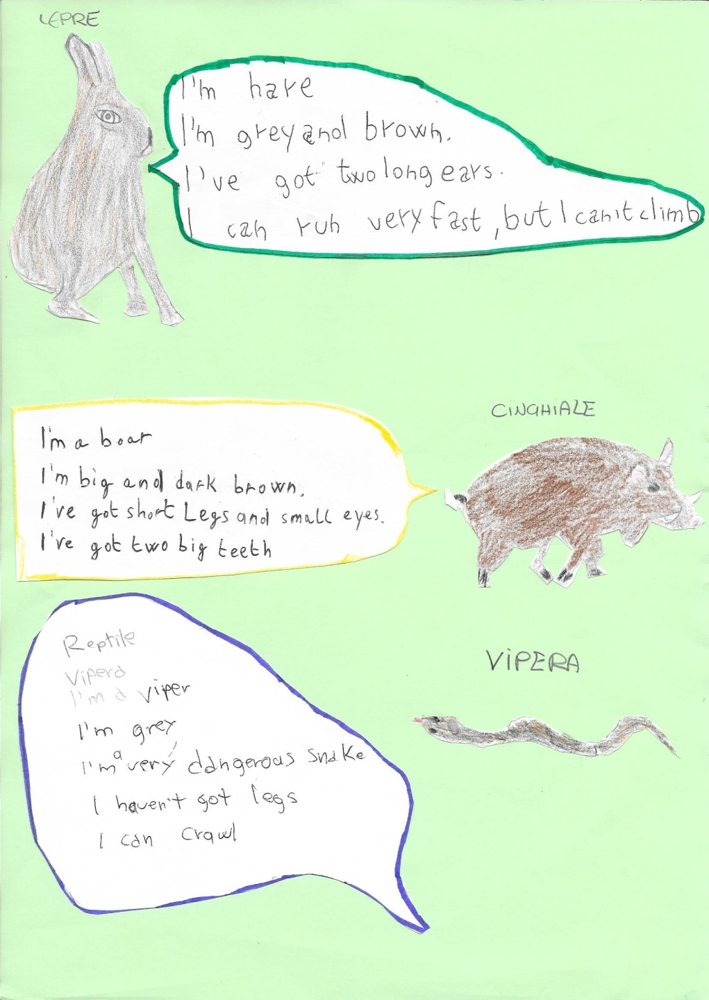 LEPRE
I'm hare
I'm grey and brown.
I've got two long ears.
I can run very fast, but I can't climb
CINGHIALE
I'm a boar
I'm big and dark brown.
I've got short Legs and small eyes.
I've got two big teeth
Reptile
Vipera
I'm a viper
I'm grey
I'm a very dangerous snake
I haven't got legs
I can crawl
VIPERA